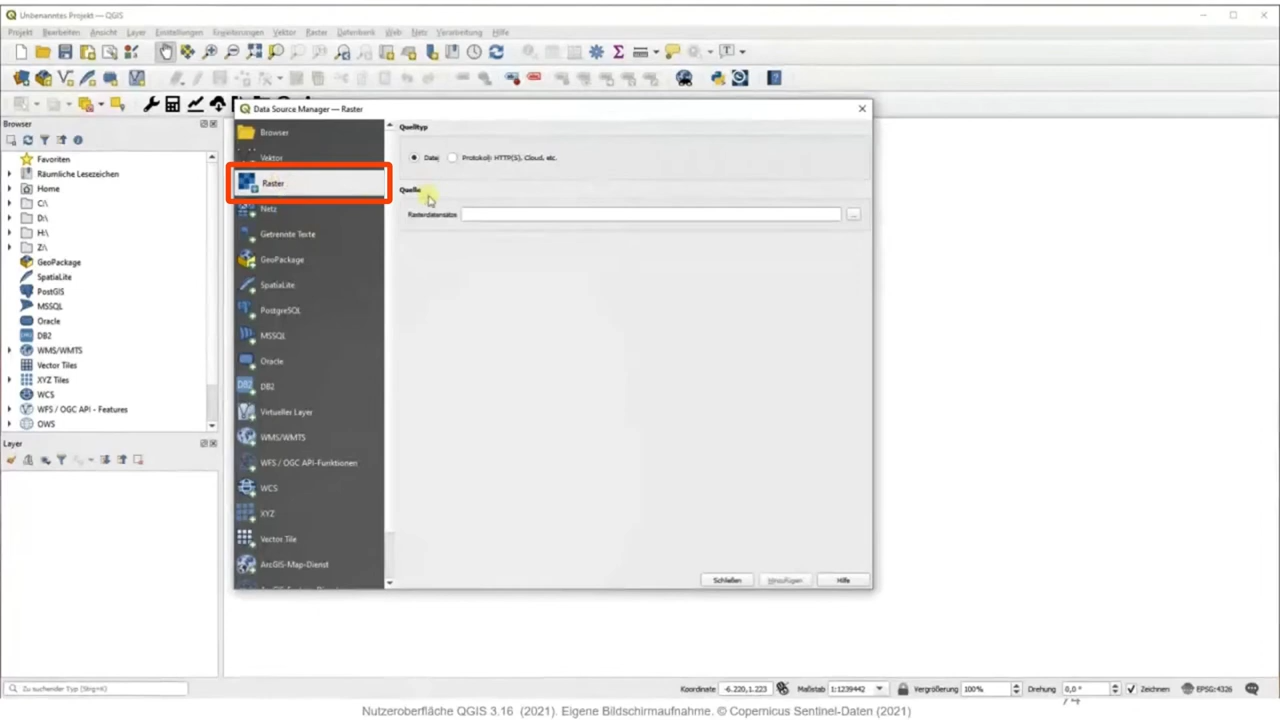 Unbenanntes Projekt — QGIS
Projekt Bearbeiten Ansicht Layer Einstellungen Erweiterungen Vektor Raster Datenbank Web Netz Verarbeitung Hilfe
Browser
Favoriten
Räumliche Lesezeichen
Home
C:\
D:\
H:\
Z:\
GeoPackage
SpatiaLite
PostGIS
MSSQL
Oracle
DB2
WMS/WMTS
Vector Tiles
XYZ Tiles
WCS
WFS / OGC API - Features
OWS
Layer
Data Source Manager — Raster
Browser
Vektor
Raster
Netz
Getrennte Texte
GeoPackage
SpatiaLite
PostgreSQL
MSSQL
Oracle
DB2
Virtueller Layer
WMS/WMTS
WFS / OGC API-Funktionen
WCS
XYZ
Vector Tile
ArcGIS-Map-Dienst
Quelltyp
Datei Protokoll: HTTP(S), Cloud, etc.
Quelle
Rasterdatensätze ...
Schließen Hinzufügen Hilfe
Zu suchender Typ (Strg+K) Koordinate -6.220,1.223 Maßstab 1:1239442 Vergrößerung 100% Drehung 0,0 ° Zeichnen EPSG:4326
Nutzeroberfläche QGIS 3.16 (2021). Eigene Bildschirmaufnahme. © Copernicus Sentinel-Daten (2021)